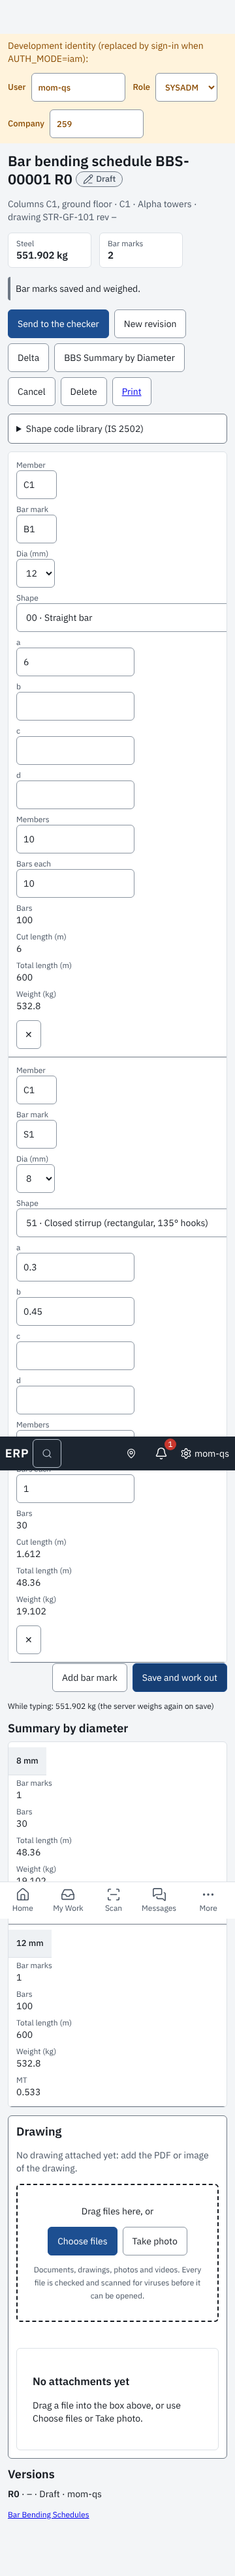 Development identity (replaced by sign-in when
AUTH_MODE=iam):
User mom-qs Role SYSADM
Company 259
Bar bending schedule BBS-
00001 R0 Draft
Columns C1, ground floor · C1 · Alpha towers ·
drawing STR-GF-101 rev –
Steel
551.902 kg
Bar marks
2
Bar marks saved and weighed.
Send to the checker
New revision
Delta
BBS Summary by Diameter
Cancel
Delete
Print
Shape code library (IS 2502)
Member
C1
Bar mark
B1
Dia (mm)
12
Shape
00 · Straight bar
a
6
b
c
d
Members
10
Bars each
10
Bars
100
Cut length (m)
6
Total length (m)
600
Weight (kg)
532.8
×
Member
C1
Bar mark
S1
Dia (mm)
8
Shape
51 · Closed stirrup (rectangular, 135° hooks)
a
0.3
b
0.45
c
d
Members
ERP
1
mom-qs
1
Bars
30
Cut length (m)
1.612
Total length (m)
48.36
Weight (kg)
19.102
×
Add bar mark
Save and work out
While typing: 551.902 kg (the server weighs again on save)
Summary by diameter
8 mm
Bar marks
1
Bars
30
Total length (m)
48.36
Weight (kg)
Home
My Work
Scan
Messages
More
12 mm
Bar marks
1
Bars
100
Total length (m)
600
Weight (kg)
532.8
MT
0.533
Drawing
No drawing attached yet: add the PDF or image
of the drawing.
Drag files here, or
Choose files
Take photo
Documents, drawings, photos and videos. Every
file is checked and scanned for viruses before it
can be opened.
No attachments yet
Drag a file into the box above, or use
Choose files or Take photo.
Versions
R0 · – · Draft · mom-qs
Bar Bending Schedules